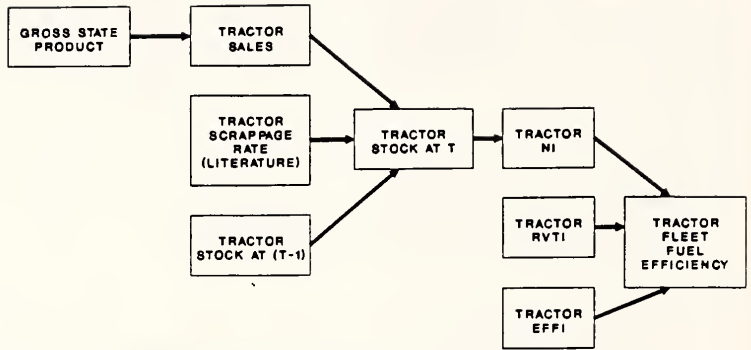 GROSS STATE
PRODUCT
TRACTOR
SALES
TRACTOR
SCRAPPAGE
RATE
(LITERATURE)
TRACTOR
STOCK AT T
TRACTOR
NI
TRACTOR
STOCK AT (T-1)
TRACTOR
RVTI
TRACTOR
FLEET
FUEL
EFFICIENCY
TRACTOR
EFFI